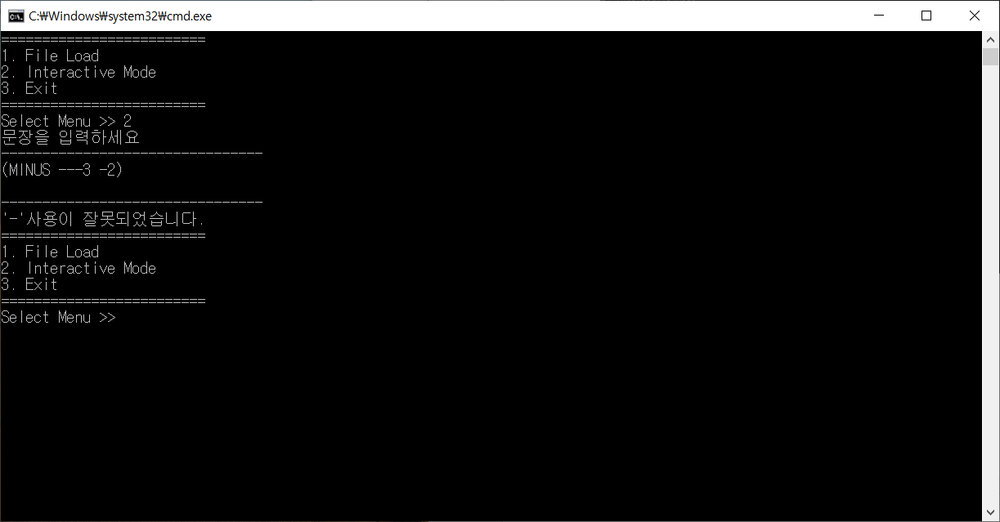 C:₩Windows₩system32₩cmd.exe
=========================
1. File Load
2. Interactive Mode
3. Exit
=========================
Select Menu >> 2
문장을 입력하세요
--------------------------------
(MINUS ---3 -2)
--------------------------------
'-'사용이 잘못되었습니다.
=========================
1. File Load
2. Interactive Mode
3. Exit
=========================
Select Menu >>